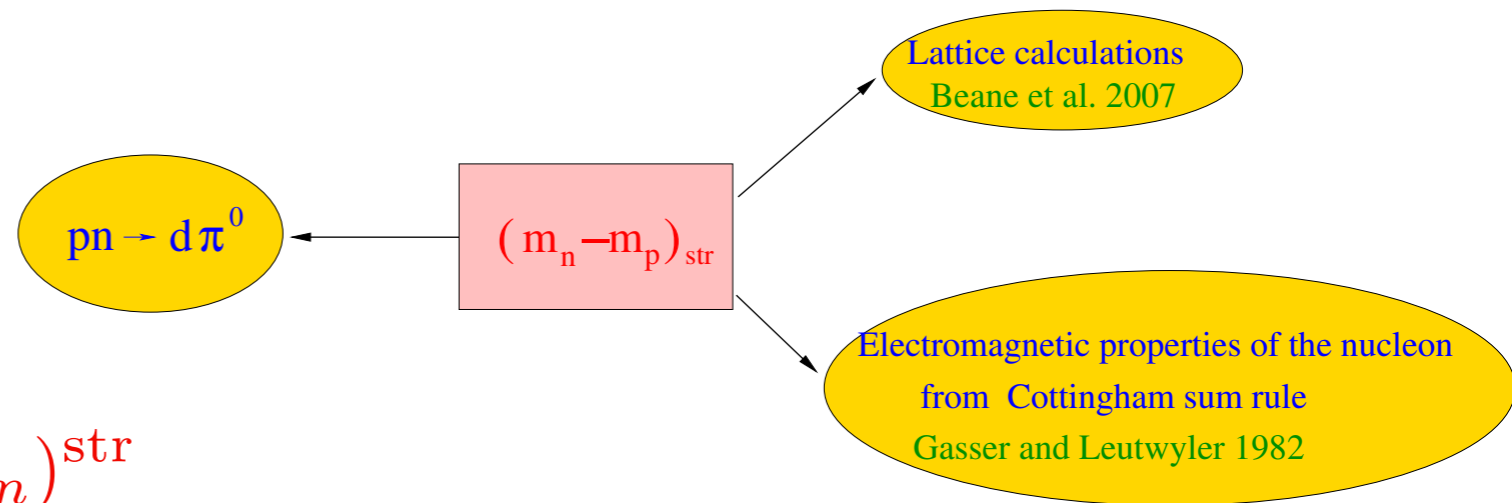 Lattice calculations
Beane et al. 2007
pn → dπ⁰
(mₙ−mₚ)str
Electromagnetic properties of the nucleon
from Cottingham sum rule
Gasser and Leutwyler 1982
n)str